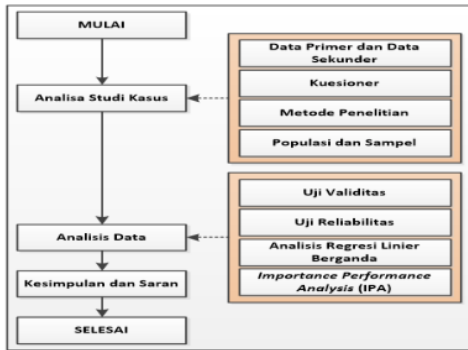 MULAI
Analisa Studi Kasus
Data Primer dan Data
Sekunder
Kuesioner
Metode Penelitian
Populasi dan Sampel
Analisis Data
Uji Validitas
Uji Reliabilitas
Analisis Regresi Linier
Berganda
Importance Performance
Analysis (IPA)
Kesimpulan dan Saran
SELESAI